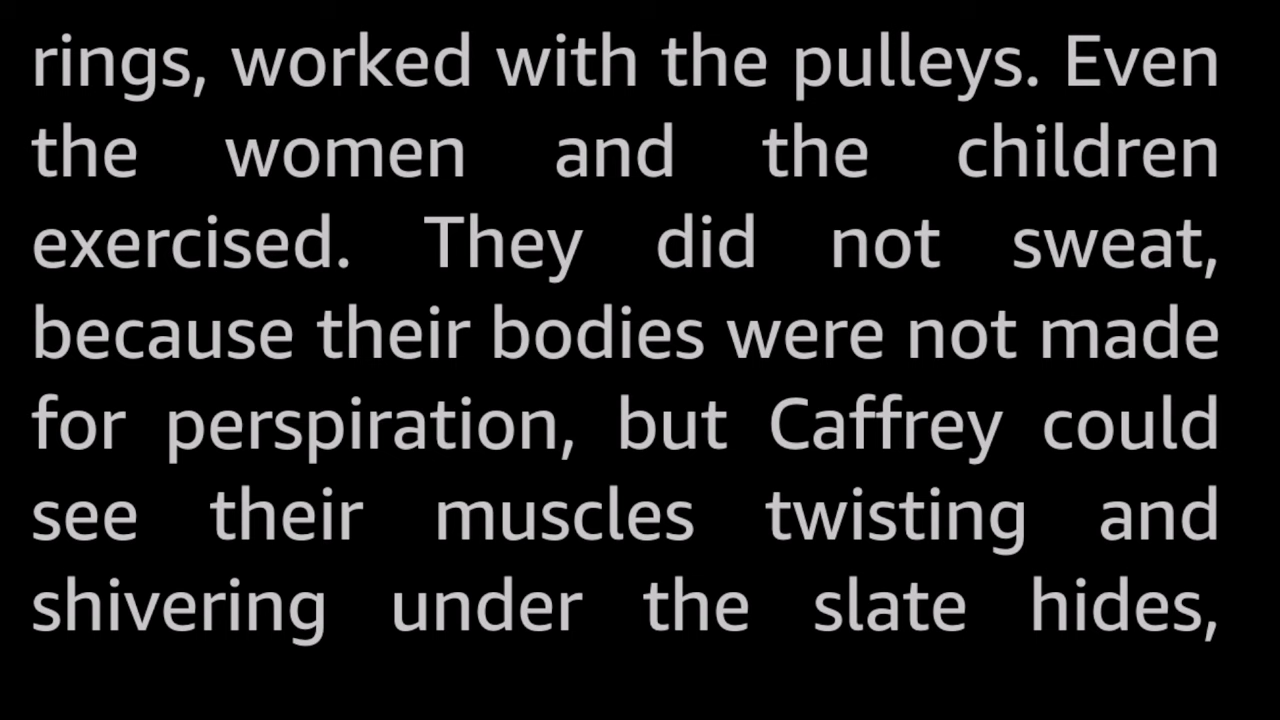 rings, worked with the pulleys. Even
the women and the children
exercised. They did not sweat,
because their bodies were not made
for perspiration, but Caffrey could
see their muscles twisting and
shivering under the slate hides,